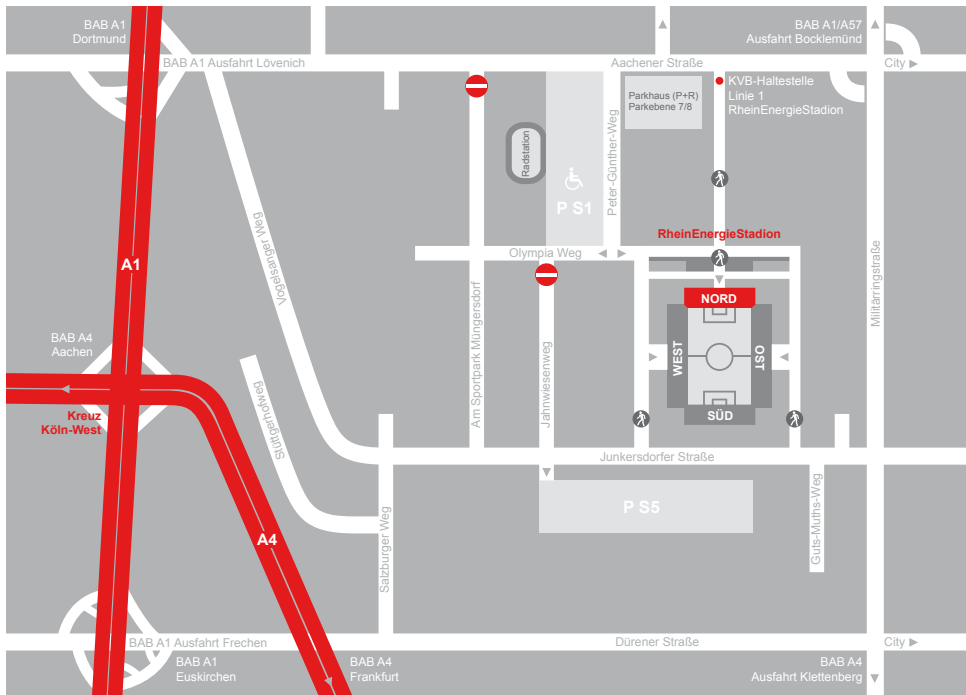 BAB A1
Dortmund
BAB A1/A57
Ausfahrt Bocklemünd
BAB A1 Ausfahrt Lövenich
Aachener Straße
City
KVB-Haltestelle
Linie 1
RheinEnergieStadion
Parkhaus (P+R)
Parkebene 7/8
Radstation
P S1
Peter-Günther-Weg
Vogelsanger Weg
RheinEnergieStadion
Olympia Weg
A1
Militärringstraße
NORD
WEST
OST
SÜD
Am Sportpark Müngersdorf
Jahnwiesenweg
BAB A4
Aachen
Kreuz
Köln-West
Stüttgerhofweg
Junkersdorfer Straße
P S5
Guts-Muths-Weg
Salzburger Weg
A4
BAB A1 Ausfahrt Frechen
Dürener Straße
City
BAB A1
Euskirchen
BAB A4
Frankfurt
BAB A4
Ausfahrt Klettenberg